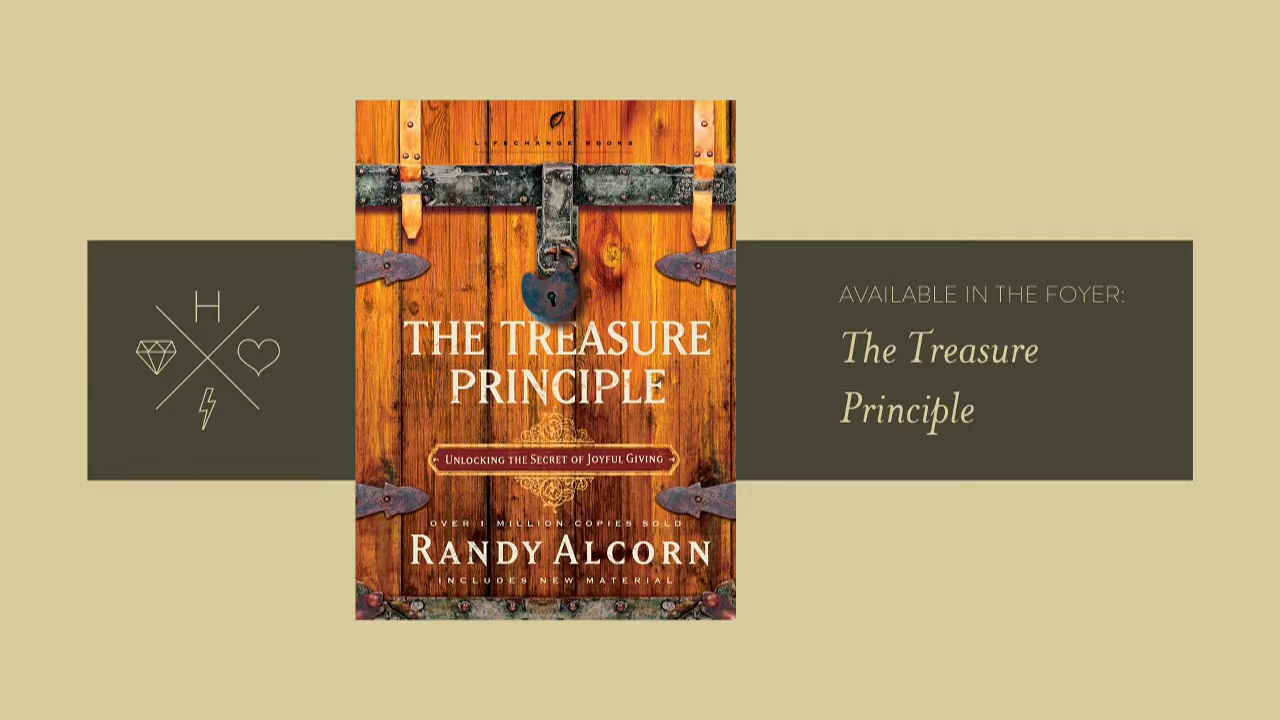 LIFECHANGE BOOKS
H
THE TREASURE
PRINCIPLE
UNLOCKING THE SECRET OF JOYFUL GIVING
OVER 1 MILLION COPIES SOLD
RANDY ALCORN
INCLUDES NEW MATERIAL
AVAILABLE IN THE FOYER:
The Treasure
Principle